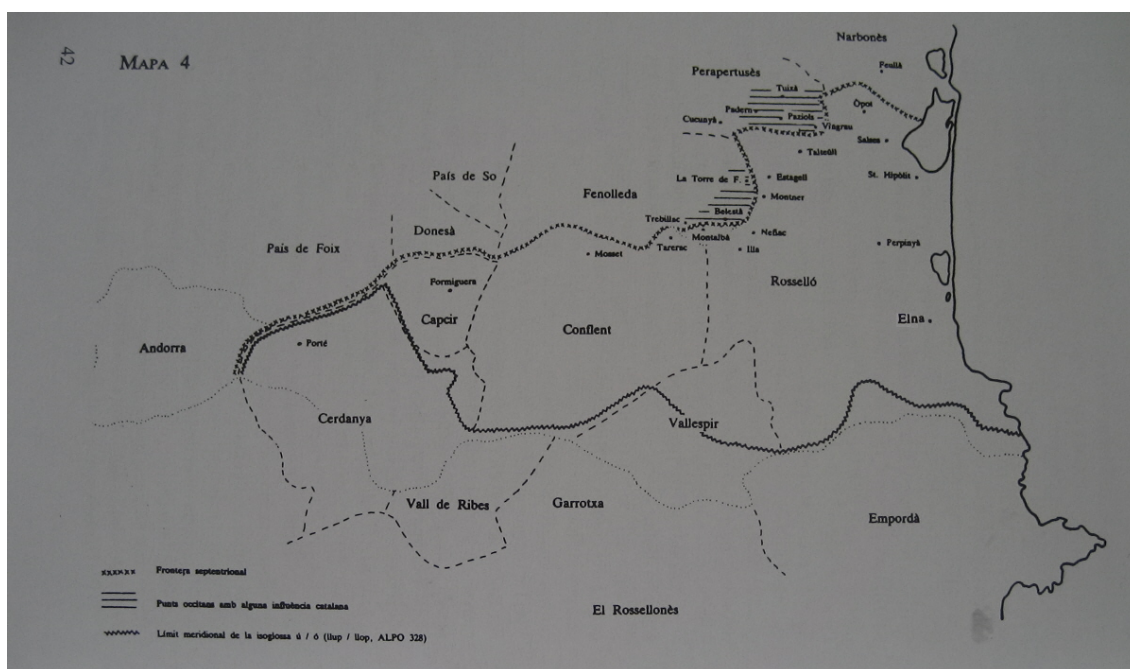 42
MAPA 4
Narbonès
Feullà
Perapertusès
Tuixà
Òpol
Padern
Paziols
Cucunyà
Vingrau
Salses
Talteüll
País de So
La Torre de F.
Estagell
St. Hipòlit
Fenolleda
Montner
Belestà
Trebillac
Donesà
Montalbà
Nefiac
País de Foix
Tarerac
Perpinyà
Mosset
Illa
Formiguera
Rosselló
Capcir
Elna
Conflent
Andorra
Porté
Cerdanya
Vallespir
Vall de Ribes
Garrotxa
Empordà
Frontera septentrional
Punts occitans amb alguna influència catalana
El Rossellonès
Límit meridional de la isoglossa ú / ó (llup / llop, ALPO 328)